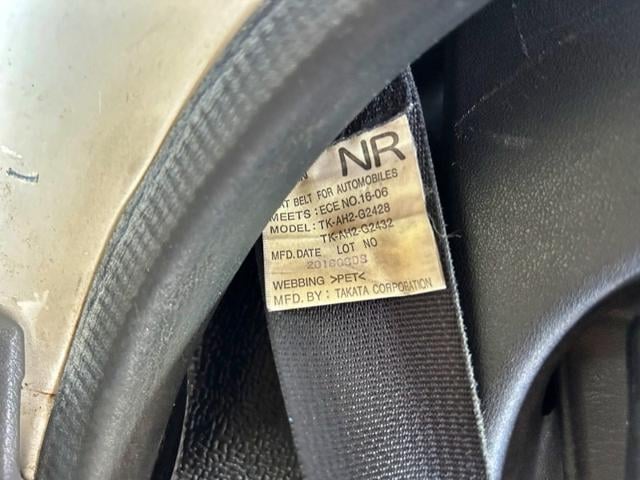 NR
BELT FOR AUTOMOBILES
MEETS: ECE NO.16-06
MODEL: TK-AH2-G2428
TK-AH2-G2432
MFD.DATE LOT NO
WEBBING >PET<
MFD. BY: TAKATA CORPORATION